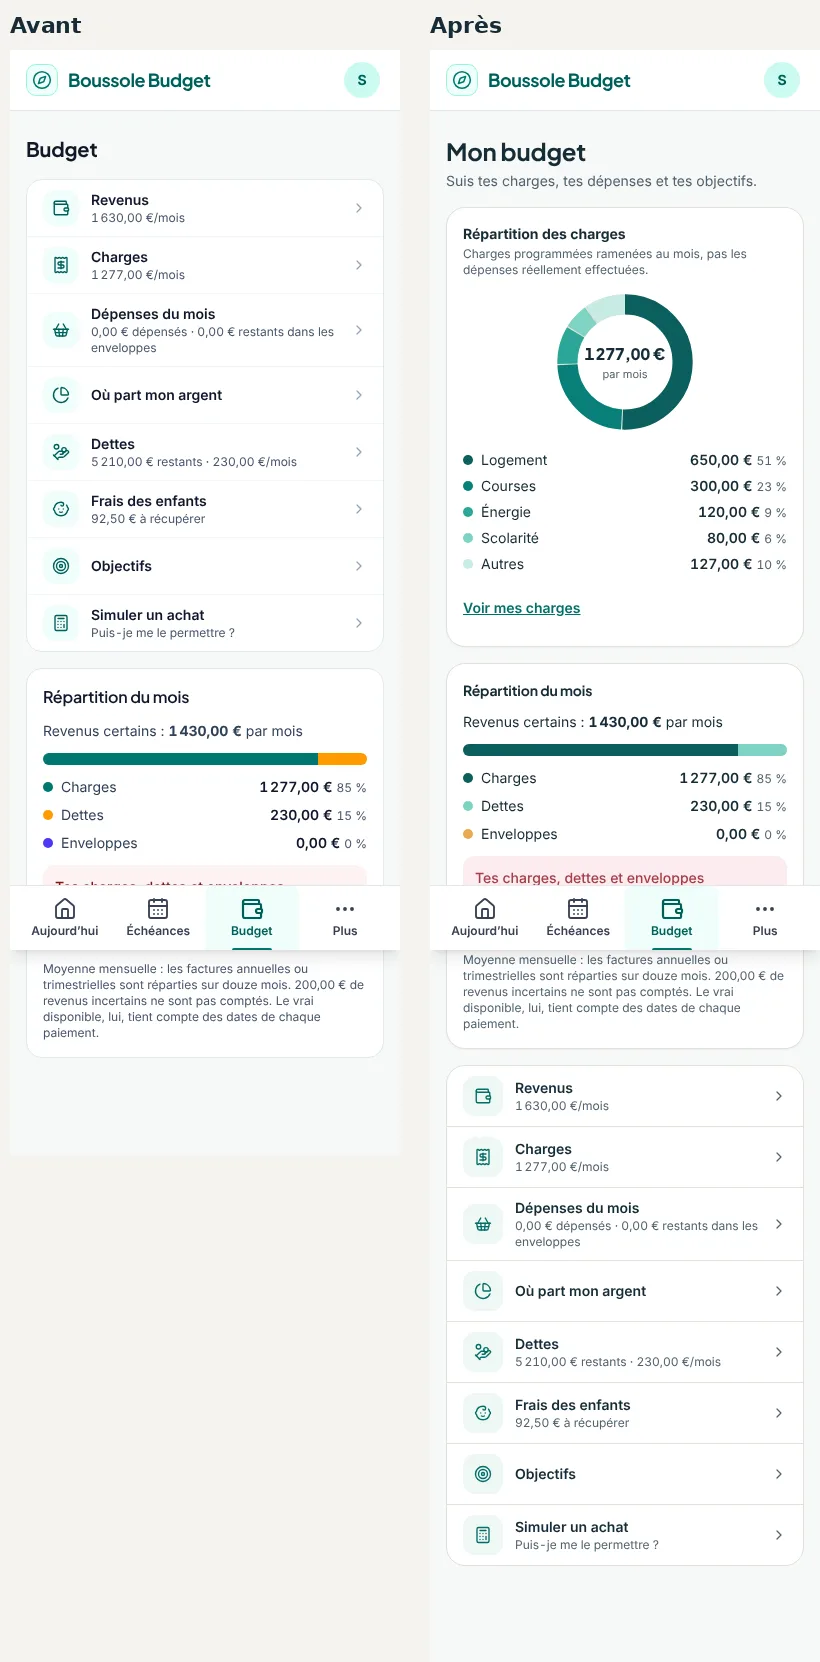 Avant
Boussole Budget
S
Budget
Revenus
1 630,00 €/mois
Charges
1 277,00 €/mois
Dépenses du mois
0,00 € dépensés · 0,00 € restants dans les
enveloppes
Où part mon argent
Dettes
5 210,00 € restants · 230,00 €/mois
Frais des enfants
92,50 € à récupérer
Objectifs
Simuler un achat
Puis-je me le permettre ?
Répartition du mois
Revenus certains : 1 430,00 € par mois
Charges 1 277,00 € 85 %
Dettes 230,00 € 15 %
Enveloppes 0,00 € 0 %
Aujourd’hui Échéances Budget Plus
Moyenne mensuelle : les factures annuelles ou
trimestrielles sont réparties sur douze mois. 200,00 € de
revenus incertains ne sont pas comptés. Le vrai
disponible, lui, tient compte des dates de chaque
paiement.
Après
Boussole Budget
S
Mon budget
Suis tes charges, tes dépenses et tes objectifs.
Répartition des charges
Charges programmées ramenées au mois, pas les
dépenses réellement effectuées.
1 277,00 €
par mois
Logement 650,00 € 51 %
Courses 300,00 € 23 %
Énergie 120,00 € 9 %
Scolarité 80,00 € 6 %
Autres 127,00 € 10 %
Voir mes charges
Répartition du mois
Revenus certains : 1 430,00 € par mois
Charges 1 277,00 € 85 %
Dettes 230,00 € 15 %
Enveloppes 0,00 € 0 %
Tes charges, dettes et enveloppes
Aujourd’hui Échéances Budget Plus
Moyenne mensuelle : les factures annuelles ou
trimestrielles sont réparties sur douze mois. 200,00 € de
revenus incertains ne sont pas comptés. Le vrai
disponible, lui, tient compte des dates de chaque
paiement.
Revenus
1 630,00 €/mois
Charges
1 277,00 €/mois
Dépenses du mois
0,00 € dépensés · 0,00 € restants dans les
enveloppes
Où part mon argent
Dettes
5 210,00 € restants · 230,00 €/mois
Frais des enfants
92,50 € à récupérer
Objectifs
Simuler un achat
Puis-je me le permettre ?